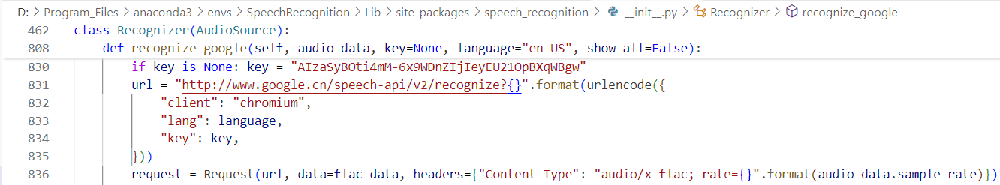 D: > Program_Files > anaconda3 > envs > SpeechRecognition > Lib > site-packages > speech_recognition > __init__.py > Recognizer > recognize_google
462 class Recognizer(AudioSource):
808 def recognize_google(self, audio_data, key=None, language="en-US", show_all=False):
830 if key is None: key = "AIzaSyBOti4mM-6x9WDnZIjIeyEU21OpBXqWBgw"
831 url = "http://www.google.cn/speech-api/v2/recognize?{}".format(urlencode({
832 "client": "chromium",
833 "lang": language,
834 "key": key,
835 }))
836 request = Request(url, data=flac_data, headers={"Content-Type": "audio/x-flac; rate={}".format(audio_data.sample_rate)})